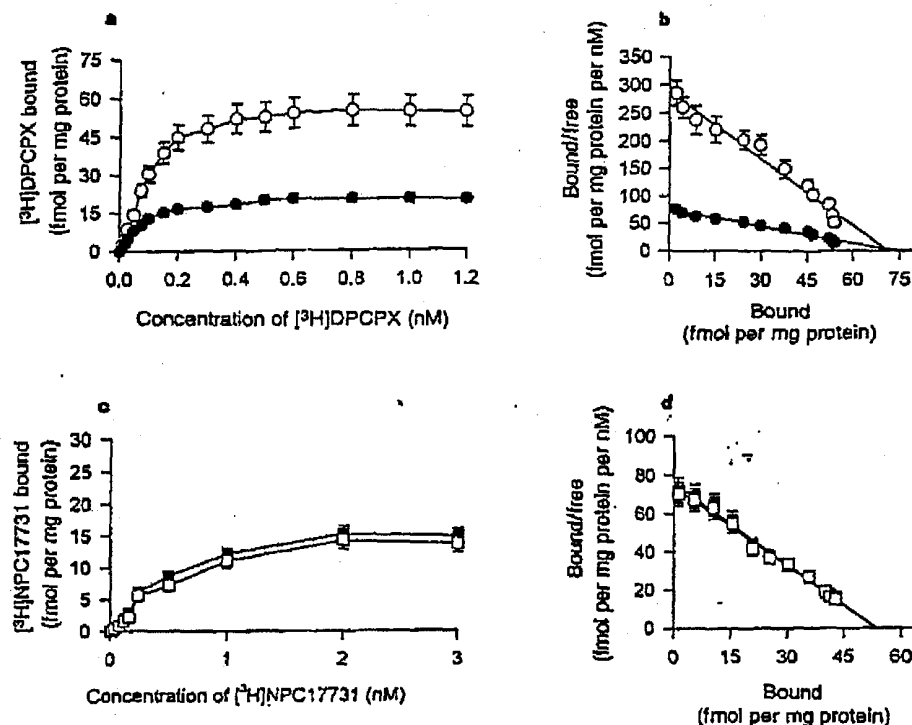 a
[³H]DPCPX bound
(fmol per mg protein)
75
60
45
30
15
0
0.0 0.2 0.4 0.6 0.8 1.0 1.2
Concentration of [³H]DPCPX (nM)
b
Bound/free
(fmol per mg protein per nM)
350
300
250
200
150
100
50
0
0 15 30 45 60 75 90
Bound
(fmol per mg protein)
c
[³H]NPC17731 bound
(fmol per mg protein)
30
25
20
15
10
5
0
0 1 2 3
Concentration of [³H]NPC17731 (nM)
d
Bound/free
(fmol per mg protein per nM)
100
80
60
40
20
0
0 15 30 45 60
Bound
(fmol per mg protein)